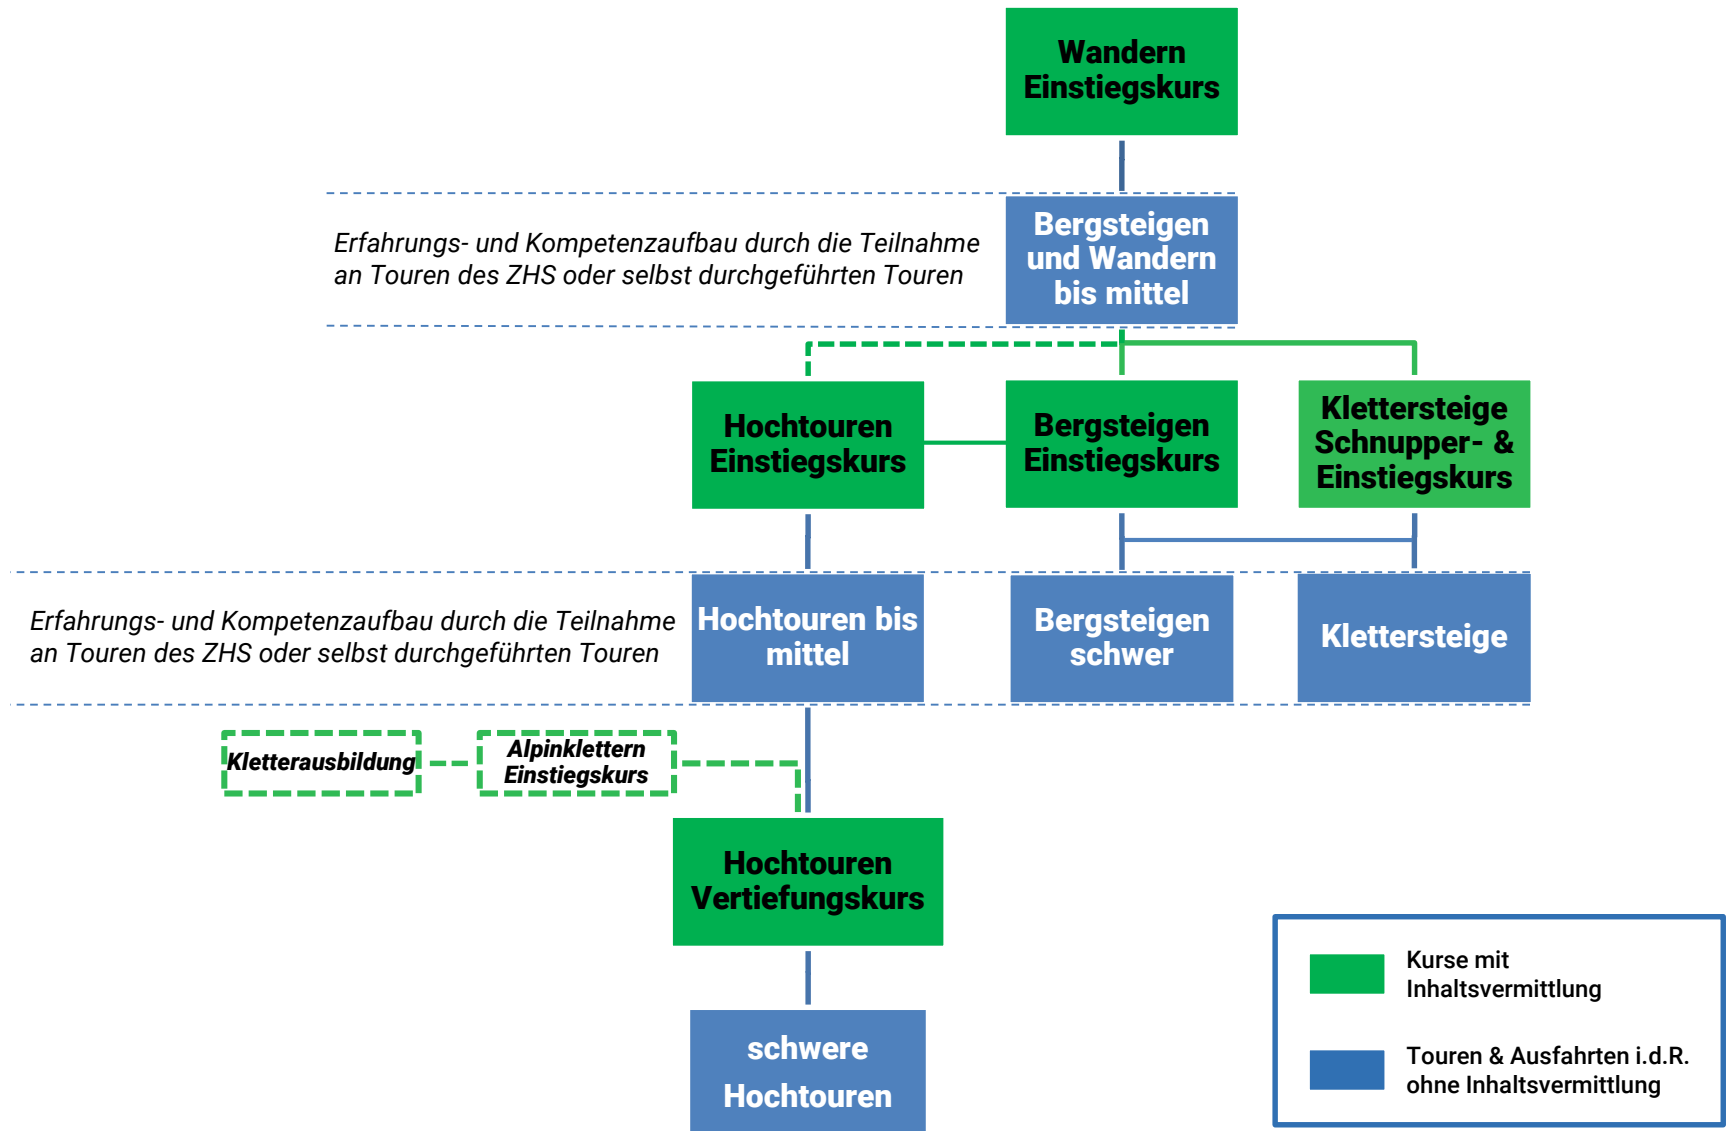 Wandern
Einstiegskurs
Erfahrungs- und Kompetenzaufbau durch die Teilnahme
an Touren des ZHS oder selbst durchgeführten Touren
Bergsteigen
und Wandern
bis mittel
Hochtouren
Einstiegskurs
Bergsteigen
Einstiegskurs
Klettersteige
Schnupper- &
Einstiegskurs
Erfahrungs- und Kompetenzaufbau durch die Teilnahme
an Touren des ZHS oder selbst durchgeführten Touren
Hochtouren bis
mittel
Bergsteigen
schwer
Klettersteige
Kletterausbildung
Alpinklettern
Einstiegskurs
Hochtouren
Vertiefungskurs
schwere
Hochtouren
Kurse mit
Inhaltsvermittlung
Touren & Ausfahrten i.d.R.
ohne Inhaltsvermittlung